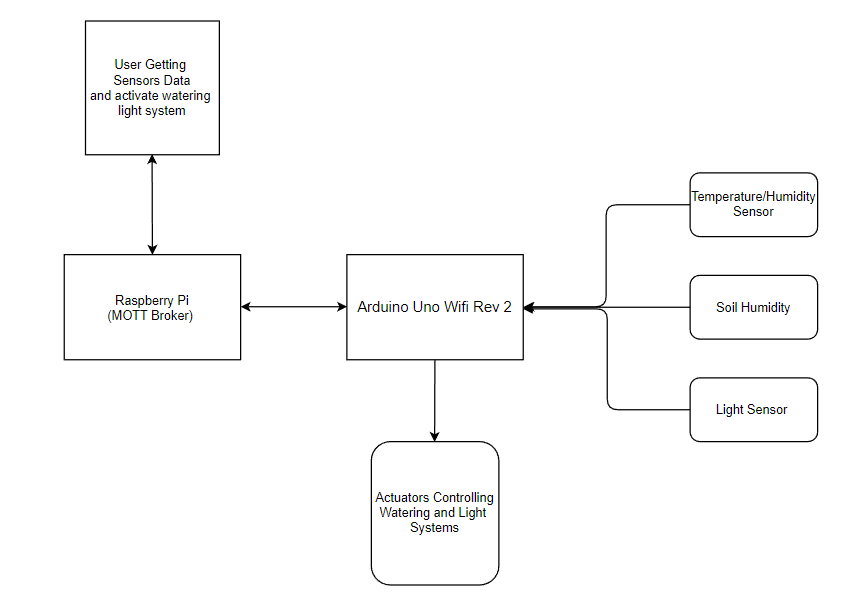 User Getting
Sensors Data
and activate watering
light system
Temperature/Humidity
Sensor
Raspberry Pi
(MOTT Broker)
Arduino Uno Wifi Rev 2
Soil Humidity
Light Sensor
Actuators Controlling
Watering and Light
Systems